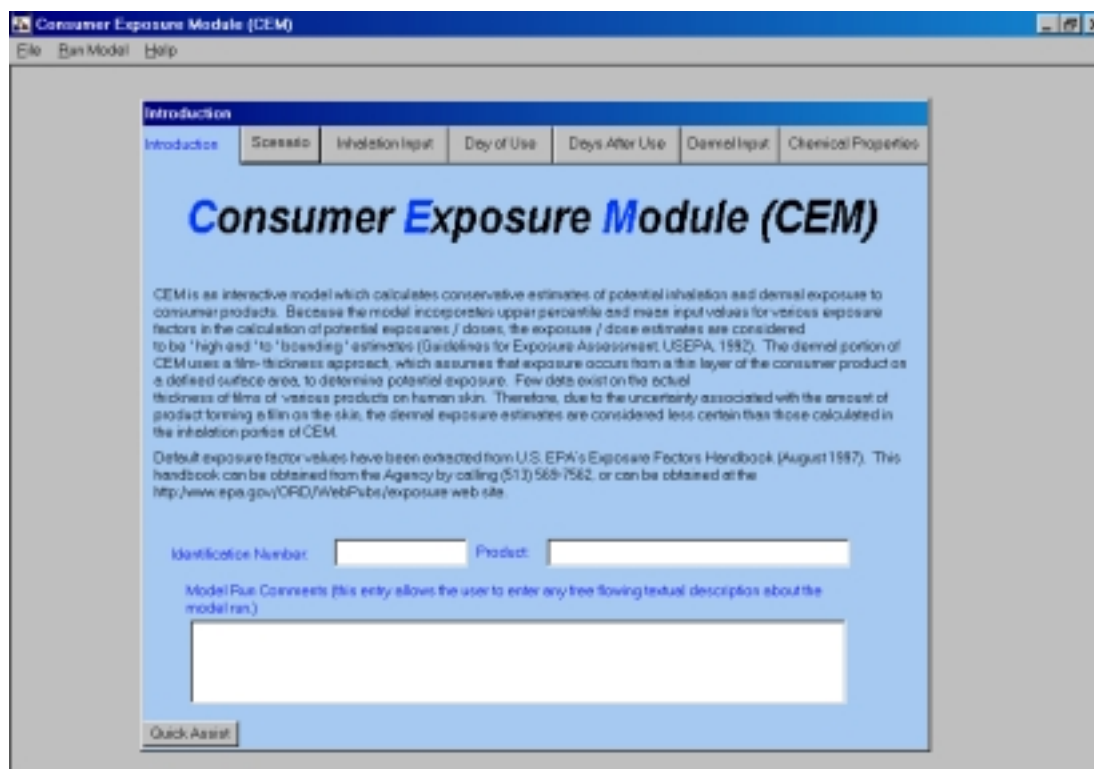 Consumer Exposure Module (CEM)
File Run Model Help
Introduction
Introduction Scenario Inhalation Input Day of Use Days After Use Dermal Input Chemical Properties
Consumer Exposure Module (CEM)
CEM is an interactive model which calculates conservative estimates of potential inhalation and dermal exposure to
consumer products. Because the model incorporates upper percentile and mean input values for various exposure
factors in the calculation of potential exposures / doses, the exposure / dose estimates are considered
to be "high end" to "bounding" estimates (Guidelines for Exposure Assessment, USEPA, 1992). The dermal portion of
CEM uses a film-thickness approach, which assumes that exposure occurs from a thin layer of the consumer product on
a defined surface area, to determine potential exposure. Few data exist on the actual
thickness of films of various products on human skin. Therefore, due to the uncertainty associated with the amount of
product forming a film on the skin, the dermal exposure estimates are considered less certain than those calculated in
the inhalation portion of CEM.
Default exposure factor values have been extracted from U.S. EPA's Exposure Factors Handbook (August 1997). This
handbook can be obtained from the Agency by calling (513) 569-7562, or can be obtained at the
http:/www.epa.gov/ORD/WebPubs/exposure web site.
Identification Number: Product:
Model Run Comments (this entry allows the user to enter any free flowing textual description about the
model run.)
Quick Assist